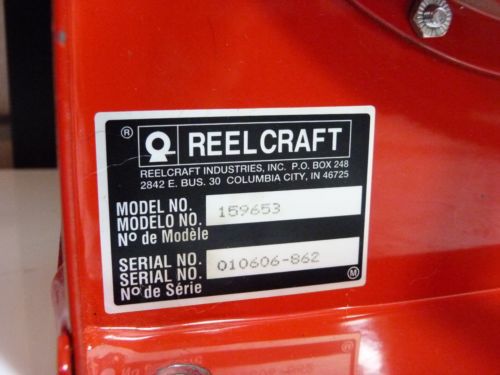 ® REELCRAFT
REELCRAFT INDUSTRIES, INC. P.O. BOX 248
2842 E. BUS. 30 COLUMBIA CITY, IN 46725
MODEL NO. 159653
MODELO NO.
Nº de Modèle
SERIAL NO. 010606-862
SERIAL NO.
Nº de Série
M